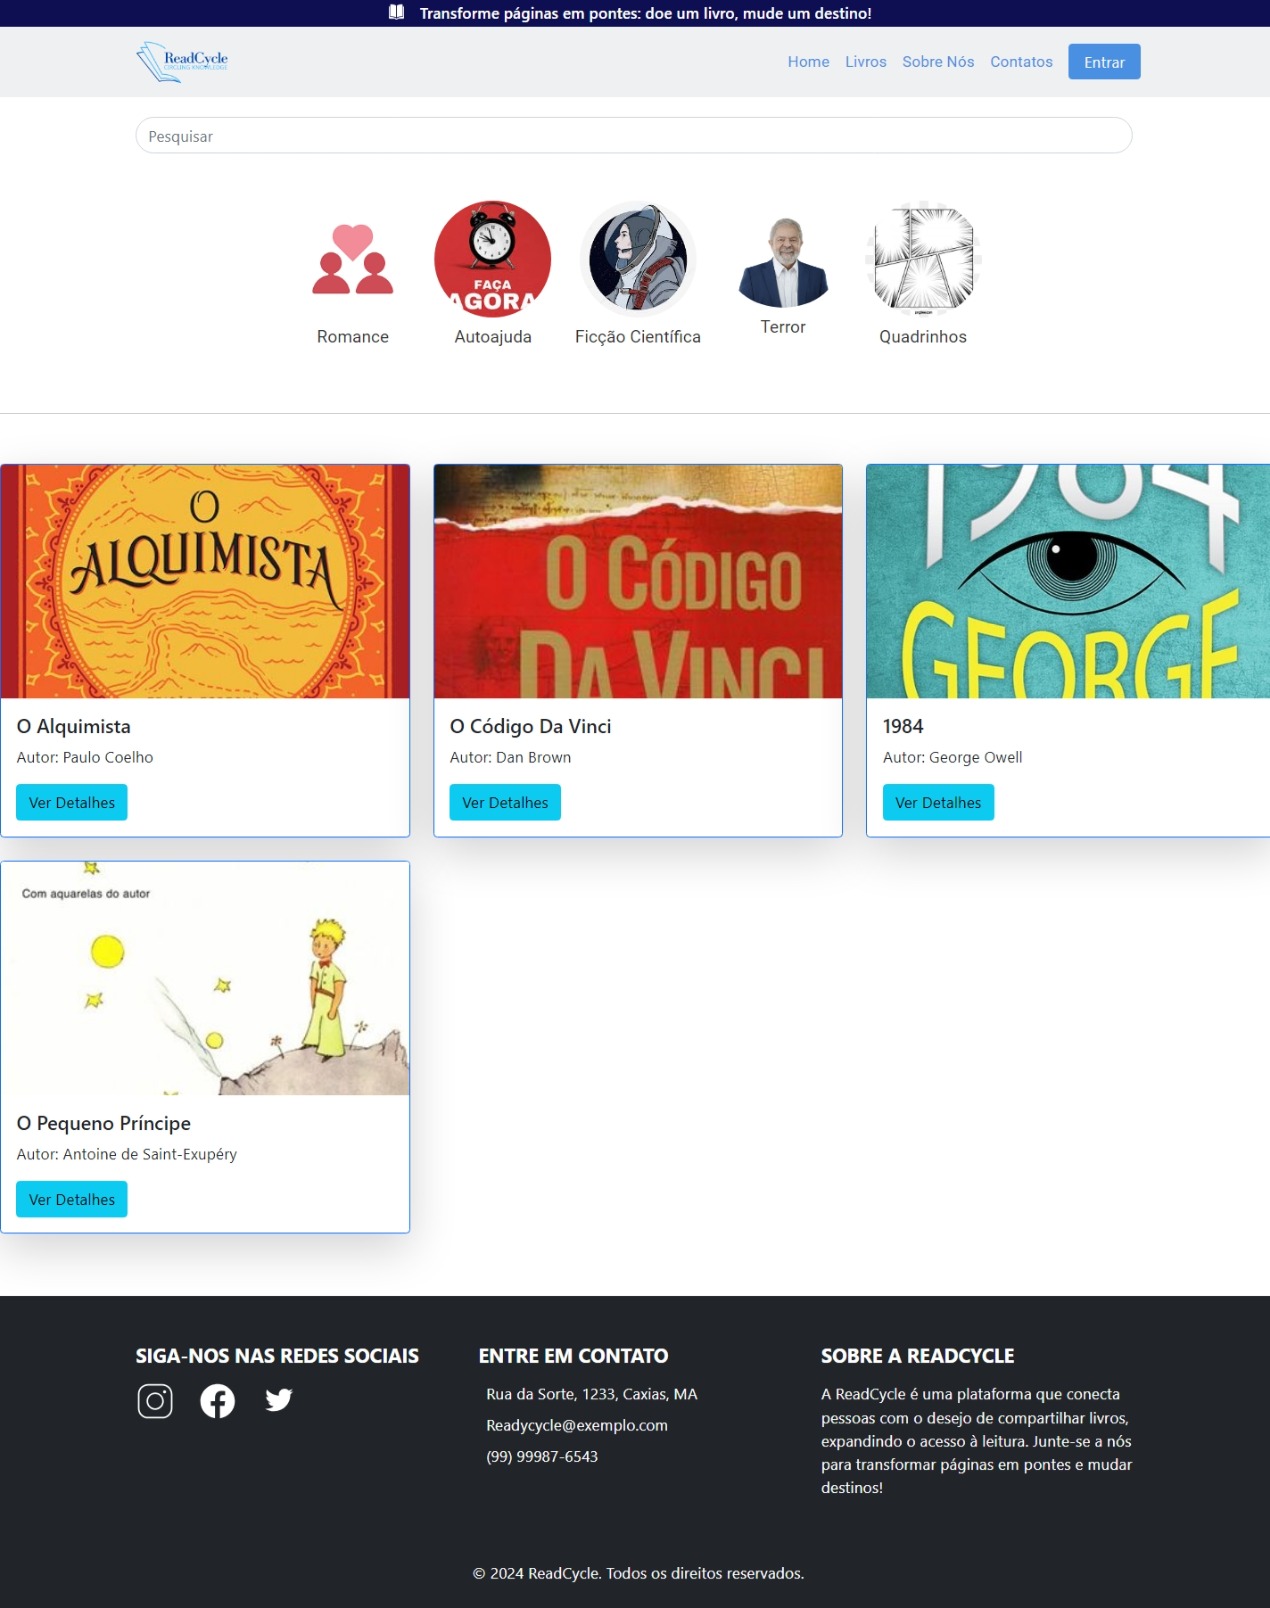 Transforme páginas em pontes: doe um livro, mude um destino!
ReadCycle
CYCLING KNOWLEDGE
Home Livros Sobre Nós Contatos Entrar
Pesquisar
FAÇA
AGORA
Romance Autoajuda Ficção Científica Terror Quadrinhos
O
ALQUIMISTA
O CÓDIGO
DA VINCI
1984
GEORGE
O Alquimista
Autor: Paulo Coelho
Ver Detalhes
O Código Da Vinci
Autor: Dan Brown
Ver Detalhes
1984
Autor: George Owell
Ver Detalhes
Com aquarelas do autor
O Pequeno Príncipe
Autor: Antoine de Saint-Exupéry
Ver Detalhes
SIGA-NOS NAS REDES SOCIAIS
ENTRE EM CONTATO
Rua da Sorte, 1233, Caxias, MA
Readycycle@exemplo.com
(99) 99987-6543
SOBRE A READCYCLE
A ReadCycle é uma plataforma que conecta
pessoas com o desejo de compartilhar livros,
expandindo o acesso à leitura. Junte-se a nós
para transformar páginas em pontes e mudar
destinos!
© 2024 ReadCycle. Todos os direitos reservados.